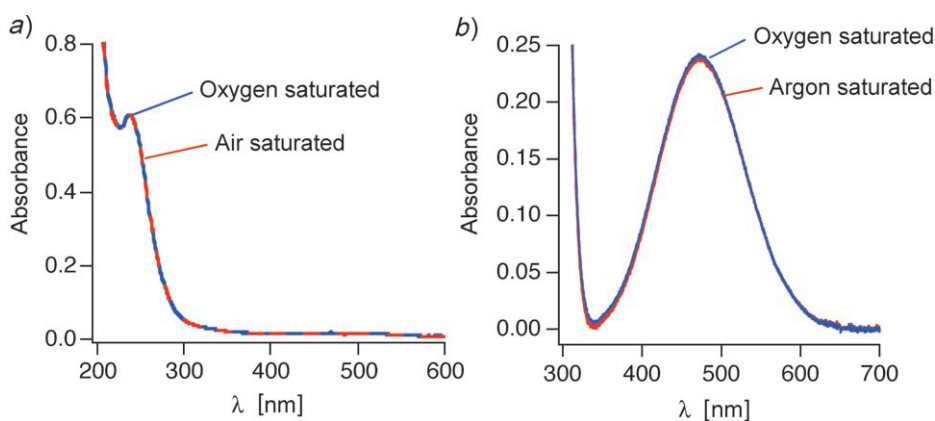 a)
0.8
0.6
0.4
0.2
0.0
Absorbance
Oxygen saturated
Air saturated
200 300 400 500 600
λ [nm]
b)
0.25
0.20
0.15
0.10
0.05
0.00
Absorbance
Oxygen saturated
Argon saturated
300 400 500 600 700
λ [nm]